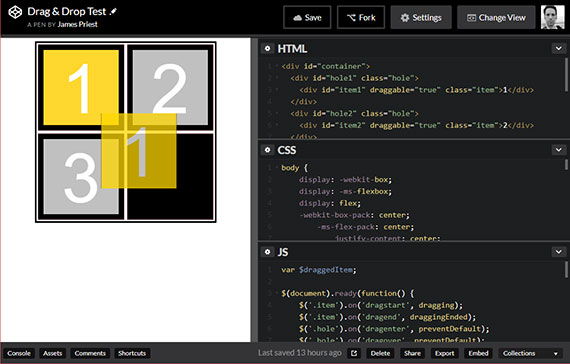 Drag & Drop Test
A PEN BY James Priest
Save
Fork
Settings
Change View
1
2
3
1
HTML
<div id="container">
<div id="hole1" class="hole">
<div id="item1" draggable="true" class="item">1</div>
</div>
<div id="hole2" class="hole">
<div id="item2" draggable="true" class="item">2</div>
</div>
CSS
body {
display: -webkit-box;
display: -ms-flexbox;
display: flex;
-webkit-box-pack: center;
-ms-flex-pack: center;
justify-content: center;
JS
var $draggedItem;
$(document).ready(function() {
$('.item').on('dragstart', dragging);
$('.item').on('dragend', draggingEnded);
$('.hole').on('dragenter', preventDefault);
$('.hole').on('dragover', preventDefault);
Console
Assets
Comments
Shortcuts
Last saved 13 hours ago
Delete
Share
Export
Embed
Collections